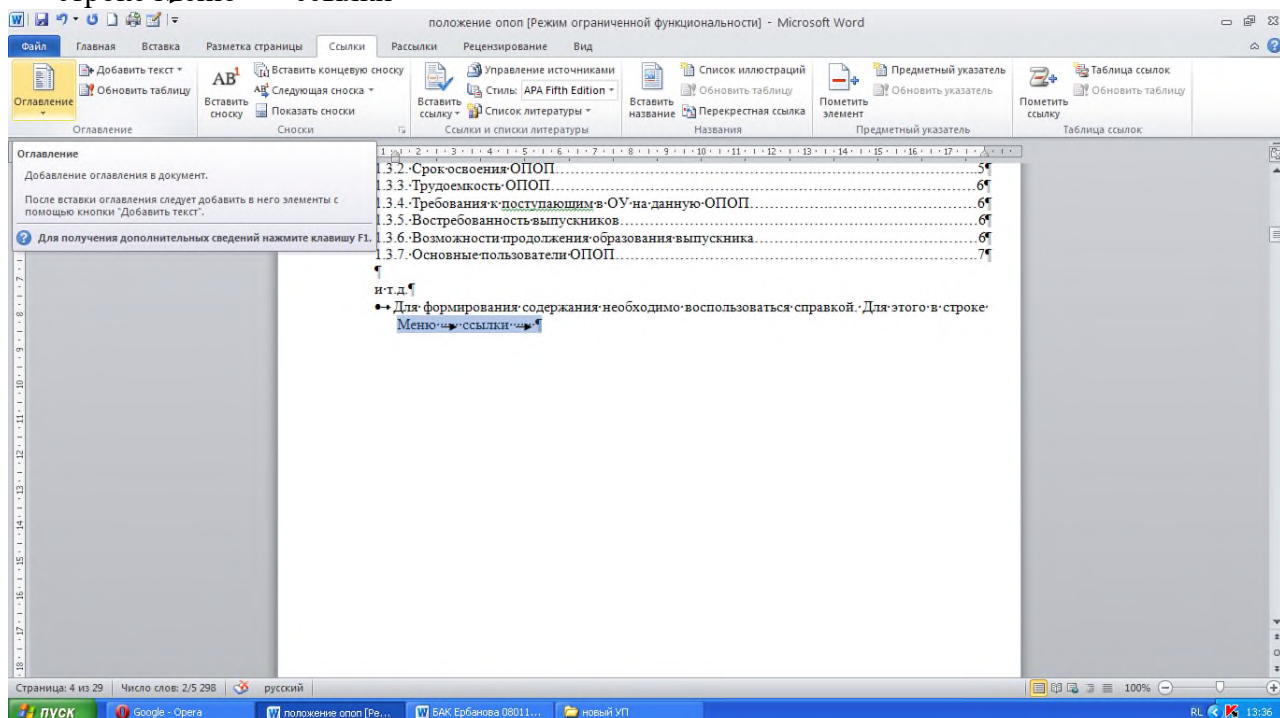 положение опоп [Режим ограниченной функциональности] - Microsoft Word
Файл Главная Вставка Разметка страницы Ссылки Рассылки Рецензирование Вид
Оглавление
Добавить текст
Обновить таблицу
Оглавление
AB1
Вставить сноску
Вставить концевую сноску
Следующая сноска
Показать сноски
Сноски
Вставить ссылку
Управление источниками
Стиль: APA Fifth Edition
Список литературы
Ссылки и списки литературы
Вставить название
Список иллюстраций
Обновить таблицу
Перекрестная ссылка
Названия
Пометить элемент
Предметный указатель
Обновить указатель
Предметный указатель
Пометить ссылку
Таблица ссылок
Обновить таблицу
Таблица ссылок
Оглавление
Добавление оглавления в документ.
После вставки оглавления следует добавить в него элементы с
помощью кнопки "Добавить текст".
Для получения дополнительных сведений нажмите клавишу F1.
1.3.2. Срок освоения ОПОП....5¶
1.3.3. Трудоемкость ОПОП....6¶
1.3.4. Требования к поступающим в ОУ на данную ОПОП....6¶
1.3.5. Востребованность выпускников....6¶
1.3.6. Возможности продолжения образования выпускника....6¶
1.3.7. Основные пользователи ОПОП....7¶
¶
и т.д.¶
Для формирования содержания необходимо воспользоваться справкой. Для этого в строке
Меню → ссылки → ¶
Страница: 4 из 29 Число слов: 2/5 298 русский 100%
пуск Google - Opera положение опоп [Ре... БАК Ербанова 08011... новый УП RL 13:36